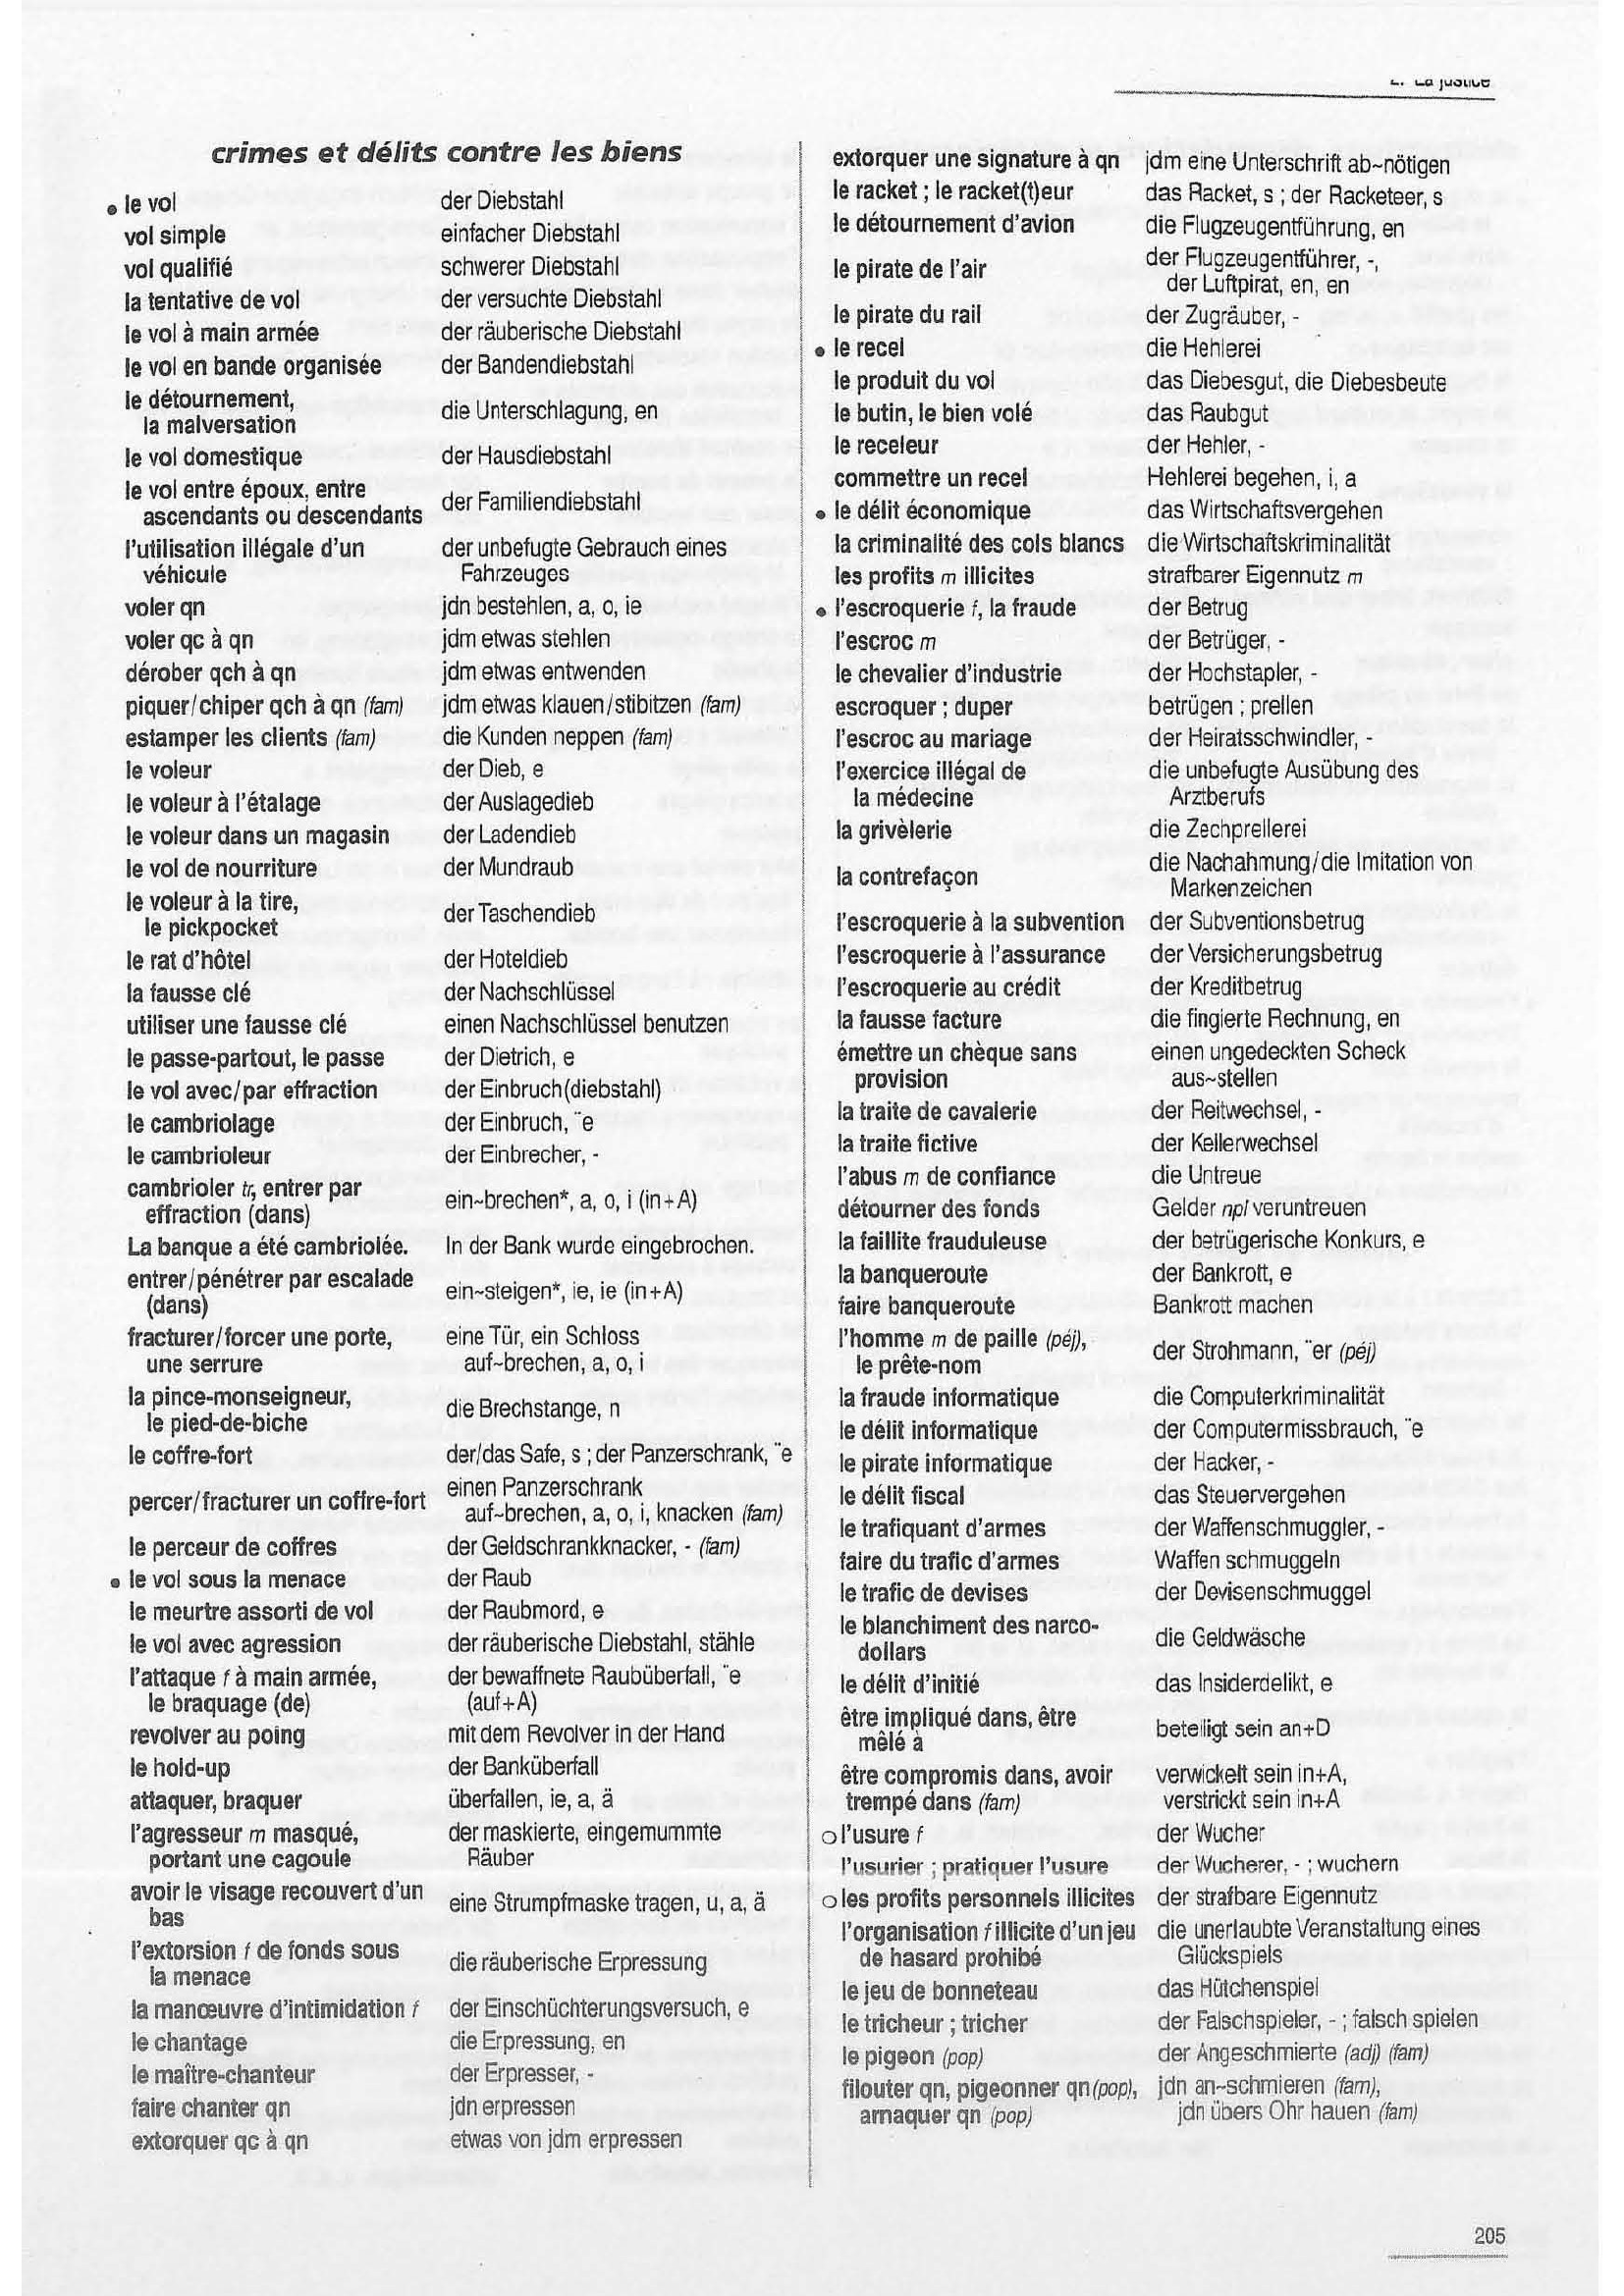 2. La justice
crimes et délits contre les biens
• le vol der Diebstahl
vol simple einfacher Diebstahl
vol qualifié schwerer Diebstahl
la tentative de vol der versuchte Diebstahl
le vol à main armée der räuberische Diebstahl
le vol en bande organisée der Bandendiebstahl
le détournement,
la malversation die Unterschlagung, en
le vol domestique der Hausdiebstahl
le vol entre époux, entre
ascendants ou descendants der Familiendiebstahl
l'utilisation illégale d'un der unbefugte Gebrauch eines
véhicule Fahrzeuges
voler qn jdn bestehlen, a, o, ie
voler qc à qn jdm etwas stehlen
dérober qch à qn jdm etwas entwenden
piquer/chiper qch à qn (fam) jdm etwas klauen/stibitzen (fam)
estamper les clients (fam) die Kunden neppen (fam)
le voleur der Dieb, e
le voleur à l'étalage der Auslagedieb
le voleur dans un magasin der Ladendieb
le vol de nourriture der Mundraub
le voleur à la tire,
le pickpocket der Taschendieb
le rat d'hôtel der Hoteldieb
la fausse clé der Nachschlüssel
utiliser une fausse clé einen Nachschlüssel benutzen
le passe-partout, le passe der Dietrich, e
le vol avec/par effraction der Einbruch(diebstahl)
le cambriolage der Einbruch, ¨e
le cambrioleur der Einbrecher, -
cambrioler tr, entrer par
effraction (dans) ein~brechen*, a, o, i (in+A)
La banque a été cambriolée. In der Bank wurde eingebrochen.
entrer/pénétrer par escalade
(dans) ein~steigen*, ie, ie (in+A)
fracturer/forcer une porte, eine Tür, ein Schloss
une serrure auf~brechen, a, o, i
la pince-monseigneur,
le pied-de-biche die Brechstange, n
le coffre-fort der/das Safe, s ; der Panzerschrank, ¨e
percer/fracturer un coffre-fort einen Panzerschrank
auf~brechen, a, o, i, knacken (fam)
le perceur de coffres der Geldschrankknacker, - (fam)
• le vol sous la menace der Raub
le meurtre assorti de vol der Raubmord, e
le vol avec agression der räuberische Diebstahl, stähle
l'attaque f à main armée, der bewaffnete Raubüberfall, ¨e
le braquage (de) (auf+A)
revolver au poing mit dem Revolver in der Hand
le hold-up der Banküberfall
attaquer, braquer überfallen, ie, a, ä
l'agresseur m masqué, der maskierte, eingemummte
portant une cagoule Räuber
avoir le visage recouvert d'un
bas eine Strumpfmaske tragen, u, a, ä
l'extorsion f de fonds sous
la menace die räuberische Erpressung
la manœuvre d'intimidation f der Einschüchterungsversuch, e
le chantage die Erpressung, en
le maître-chanteur der Erpresser, -
faire chanter qn jdn erpressen
extorquer qc à qn etwas von jdm erpressen
extorquer une signature à qn jdm eine Unterschrift ab~nötigen
le racket ; le racket(t)eur das Racket, s ; der Racketeer, s
le détournement d'avion die Flugzeugentführung, en
le pirate de l'air der Flugzeugentführer, -,
der Luftpirat, en, en
le pirate du rail der Zugräuber, -
• le recel die Hehlerei
le produit du vol das Diebesgut, die Diebesbeute
le butin, le bien volé das Raubgut
le receleur der Hehler, -
commettre un recel Hehlerei begehen, i, a
• le délit économique das Wirtschaftsvergehen
la criminalité des cols blancs die Wirtschaftskriminalität
les profits m illicites strafbarer Eigennutz m
• l'escroquerie f, la fraude der Betrug
l'escroc m der Betrüger, -
le chevalier d'industrie der Hochstapler, -
escroquer ; duper betrügen ; prellen
l'escroc au mariage der Heiratsschwindler, -
l'exercice illégal de die unbefugte Ausübung des
la médecine Arztberufs
la grivèlerie die Zechprellerei
la contrefaçon die Nachahmung/die Imitation von
Markenzeichen
l'escroquerie à la subvention der Subventionsbetrug
l'escroquerie à l'assurance der Versicherungsbetrug
l'escroquerie au crédit der Kreditbetrug
la fausse facture die fingierte Rechnung, en
émettre un chèque sans einen ungedeckten Scheck
provision aus~stellen
la traite de cavalerie der Reitwechsel, -
la traite fictive der Kellerwechsel
l'abus m de confiance die Untreue
détourner des fonds Gelder npl veruntreuen
la faillite frauduleuse der betrügerische Konkurs, e
la banqueroute der Bankrott, e
faire banqueroute Bankrott machen
l'homme m de paille (péj),
le prête-nom der Strohmann, ¨er (péj)
la fraude informatique die Computerkriminalität
le délit informatique der Computermissbrauch, ¨e
le pirate informatique der Hacker, -
le délit fiscal das Steuervergehen
le trafiquant d'armes der Waffenschmuggler, -
faire du trafic d'armes Waffen schmuggeln
le trafic de devises der Devisenschmuggel
le blanchiment des narco-
dollars die Geldwäsche
le délit d'initié das Insiderdelikt, e
être impliqué dans, être
mêlé à beteiligt sein an+D
être compromis dans, avoir verwickelt sein in+A,
trempé dans (fam) verstrickt sein in+A
○ l'usure f der Wucher
l'usurier ; pratiquer l'usure der Wucherer, - ; wuchern
○ les profits personnels illicites der strafbare Eigennutz
l'organisation f illicite d'un jeu die unerlaubte Veranstaltung eines
de hasard prohibé Glückspiels
le jeu de bonneteau das Hütchenspiel
le tricheur ; tricher der Falschspieler, - ; falsch spielen
le pigeon (pop) der Angeschmierte (adj) (fam)
filouter qn, pigeonner qn (pop), jdn an~schmieren (fam),
arnaquer qn (pop) jdn übers Ohr hauen (fam)
205